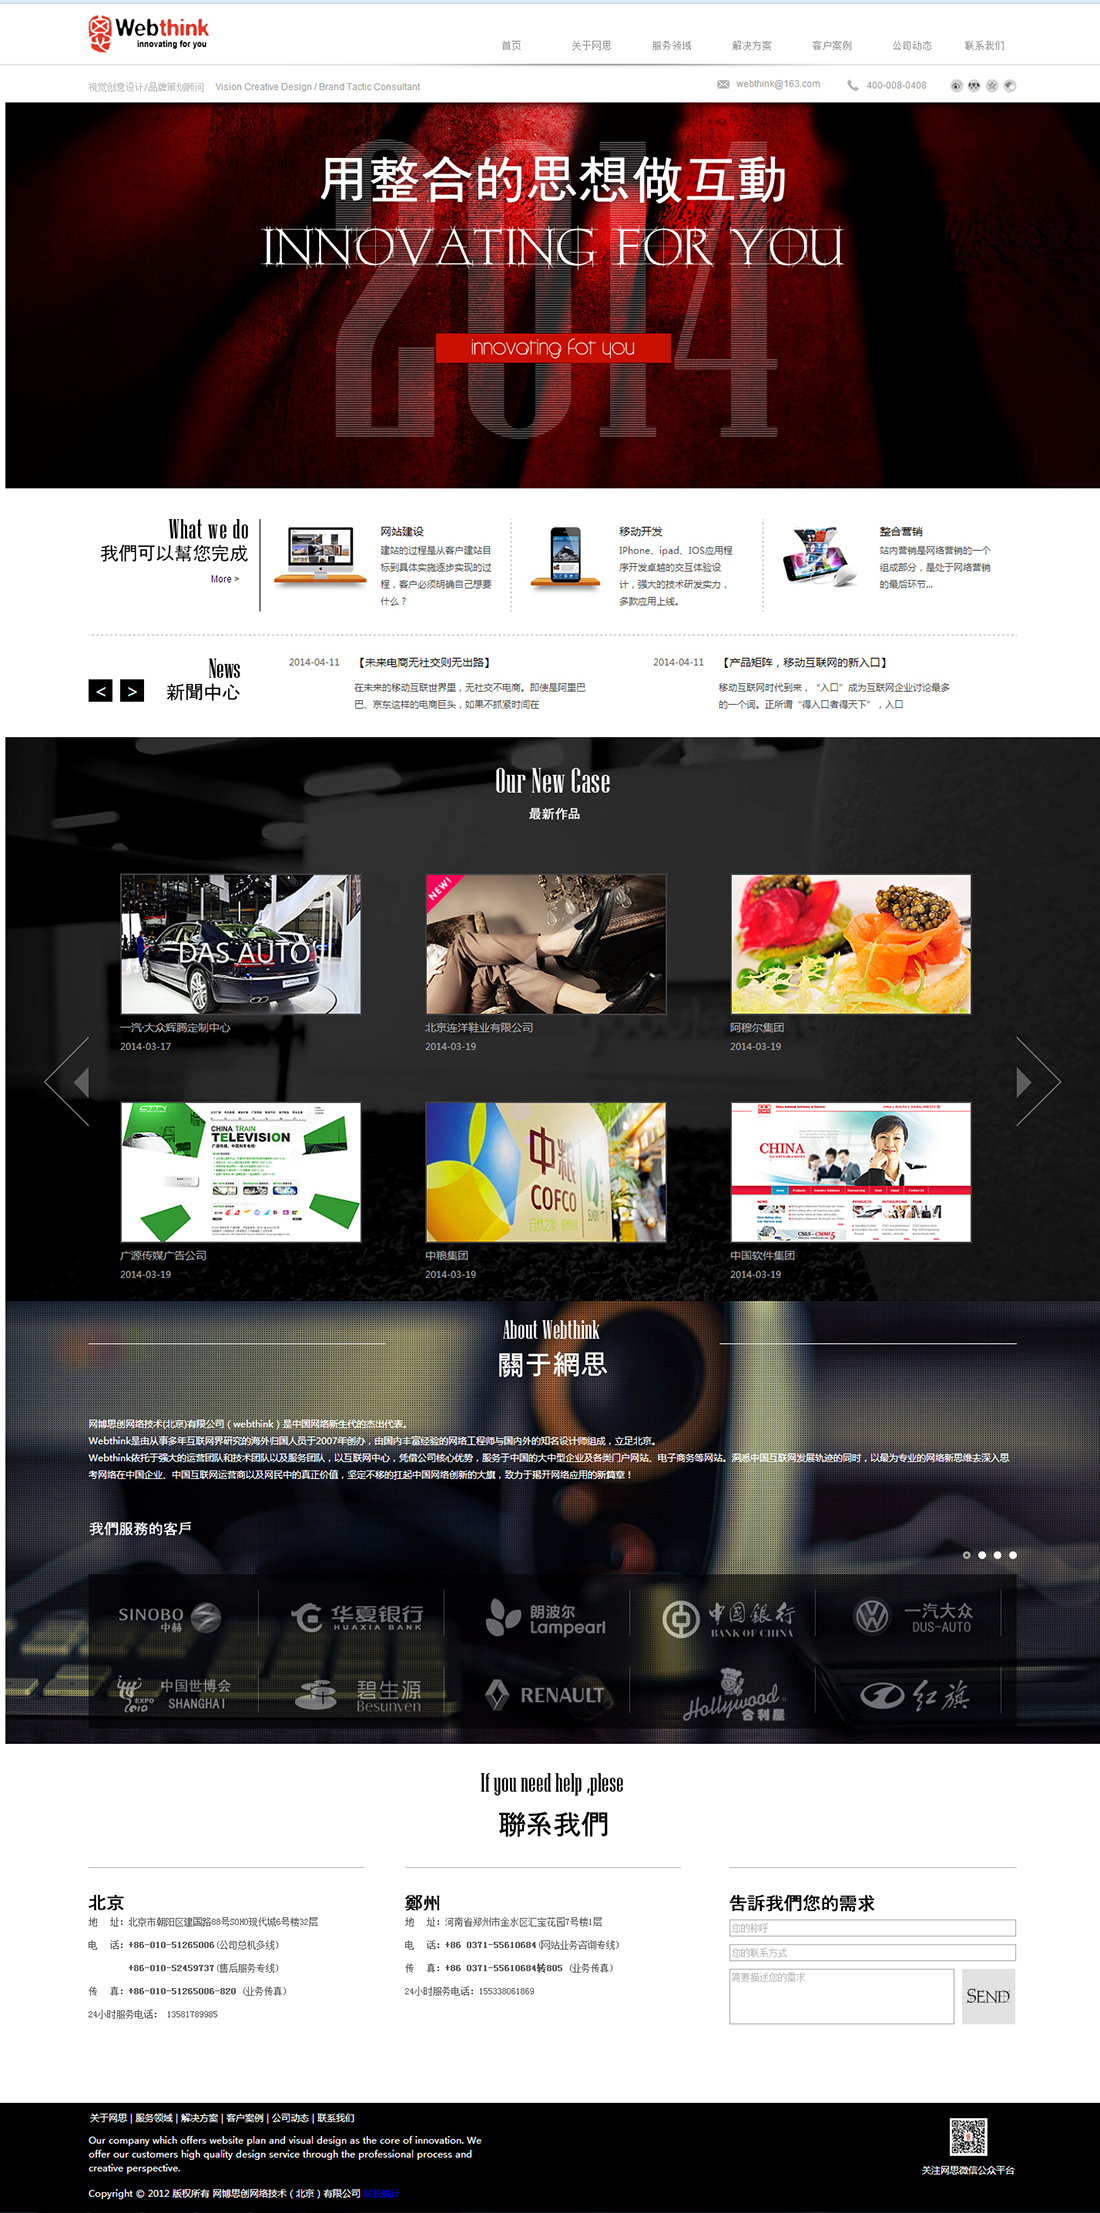 Webthink
innovating for you
首页 关于网思 服务领域 解决方案 客户案例 公司动态 联系我们
視觉创意设计/品牌策划顾问 Vision Creative Design / Brand Tactic Consultant
webthink@163.com 400-008-0408
2014
用整合的思想做互動
INNOVATING FOR YOU
innovating for you
What we do
我們可以幫您完成
More >
网站建设
建站的过程是从客户建站目
标到具体实施逐步实现的过
程，客户必须明确自己想要
什么？
移动开发
IPhone、ipad、IOS应用程
序开发卓越的交互体验设
计，强大的技术研发实力，
多款应用上线。
整合营销
站内营销是网络营销的一个
组成部分，是处于网络营销
的最后环节...
News
新聞中心
< >
2014-04-11 【未来电商无社交则无出路】
在未来的移动互联世界里，无社交不电商。即使是阿里巴
巴、京东这样的电商巨头，如果不抓紧时间在
2014-04-11 【产品矩阵，移动互联网的新入口】
移动互联网时代到来，“入口”成为互联网企业讨论最多
的一个词。正所谓“得入口者得天下”，入口
Our New Case
最新作品
DAS AUTO
NEW!
一汽-大众辉腾定制中心
2014-03-17
北京连洋鞋业有限公司
2014-03-19
阿穆尔集团
2014-03-19
CTTV
CHINA TRAIN
TELEVISION
中粮
COFCO
CHINA
广源传媒广告公司
2014-03-19
中粮集团
2014-03-19
中国软件集团
2014-03-19
About Webthink
關于網思
网博思创网络技术(北京)有限公司（webthink）是中国网络新生代的杰出代表。
Webthink是由从事多年互联网界研究的海外归国人员于2007年创办，由国内丰富经验的网络工程师与国内外的知名设计师组成，立足北京。
Webthink依托于强大的运营团队和技术团队以及服务团队，以互联网中心，凭借公司核心优势，服务于中国的大中型企业及各类门户网站、电子商务等网站。洞悉中国互联网发展轨迹的同时，以最为专业的网络新思维去深入思
考网络在中国企业、中国互联网运营商以及网民中的真正价值，坚定不移的扛起中国网络创新的大旗，致力于揭开网络应用的新篇章！
我們服務的客戶
SINOBO
中赫
华夏银行
HUAXIA BANK
朗波尔
Lampearl
中国银行
BANK OF CHINA
一汽大众
DUS-AUTO
EXPO
2010
中国世博会
SHANGHAI
碧生源
Besunyen
RENAULT
Hollywood
合利屋
红旗
If you need help ,plese
聯系我們
北京
地 址：北京市朝阳区建国路88号SOHO现代城6号楼32层
电 话：+86-010-51265006(公司总机多线)
+86-010-52459737(售后服务专线)
传 真：+86-010-51265006-820 (业务传真)
24小时服务电话： 13581789985
鄭州
地 址：河南省郑州市金水区汇宝花园7号楼1层
电 话：+86 0371-55610684(网站业务咨询专线)
传 真：+86 0371-55610684转805 (业务传真)
24小时服务电话：155338061869
告訴我們您的需求
您的称呼
您的联系方式
简要描述您的需求
SEND
关于网思 | 服务领域 | 解决方案 | 客户案例 | 公司动态 | 联系我们
Our company which offers website plan and visual design as the core of innovation. We
offer our customers high quality design service through the professional process and
creative perspective.
Copyright © 2012 版权所有 网博思创网络技术（北京）有限公司 站长统计
关注网思微信公众平台